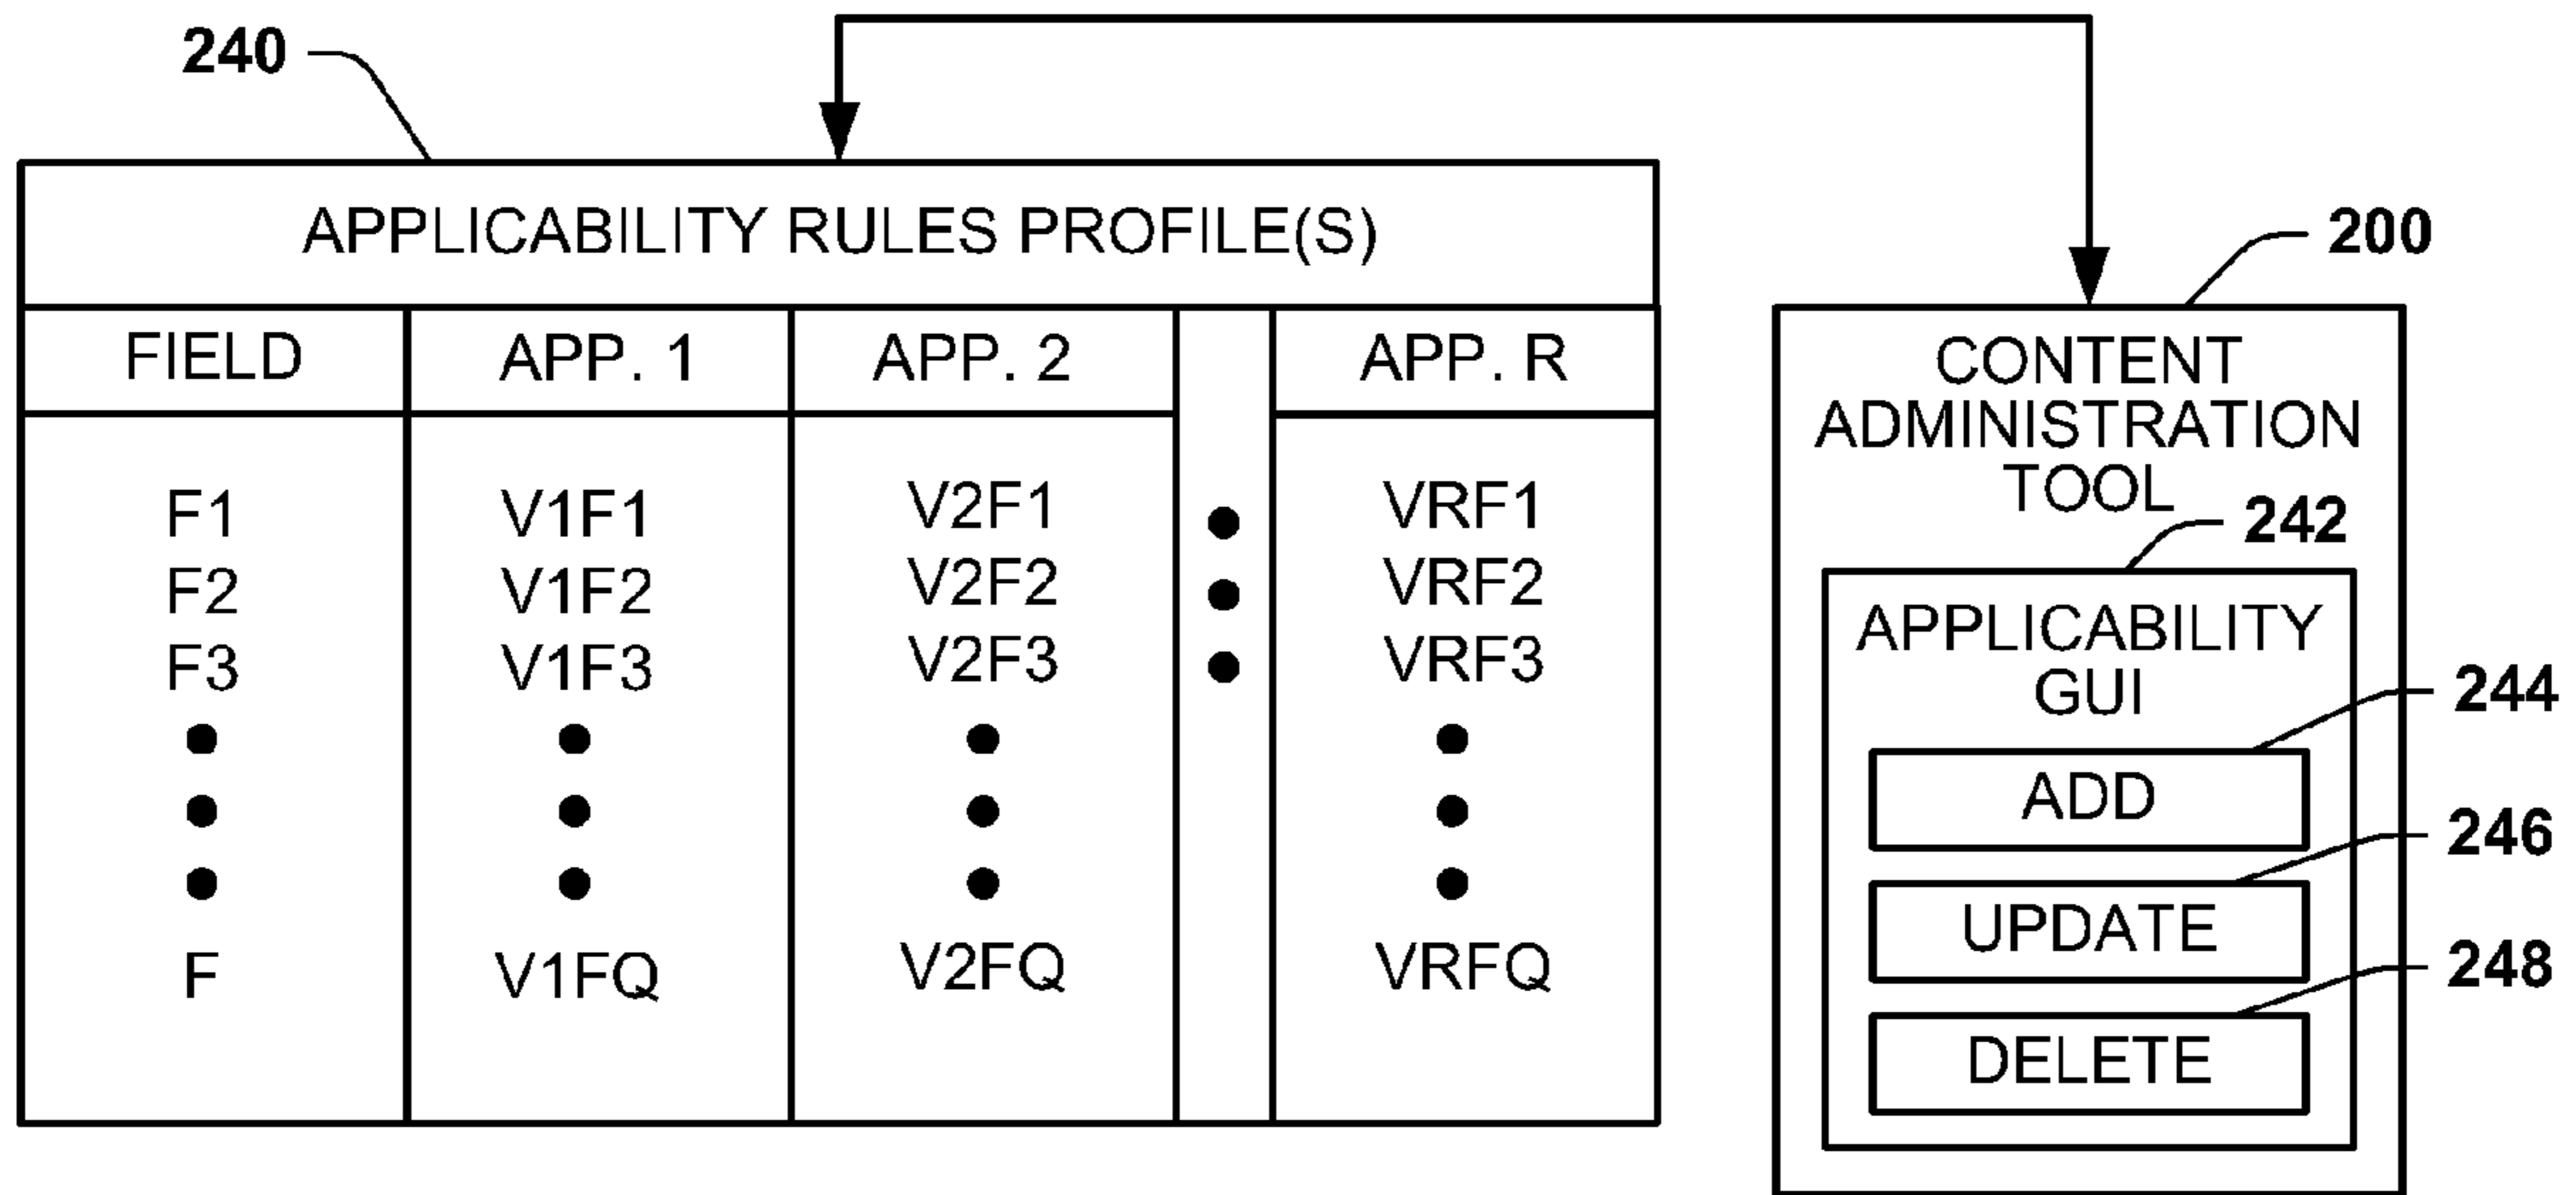 240
APPLICABILITY RULES PROFILE(S)
FIELD APP. 1 APP. 2 APP. R
F1 V1F1 V2F1 VRF1
F2 V1F2 V2F2 VRF2
F3 V1F3 V2F3 VRF3
F V1FQ V2FQ VRFQ
200
CONTENT
ADMINISTRATION
TOOL
242
APPLICABILITY
GUI
244
ADD
246
UPDATE
248
DELETE